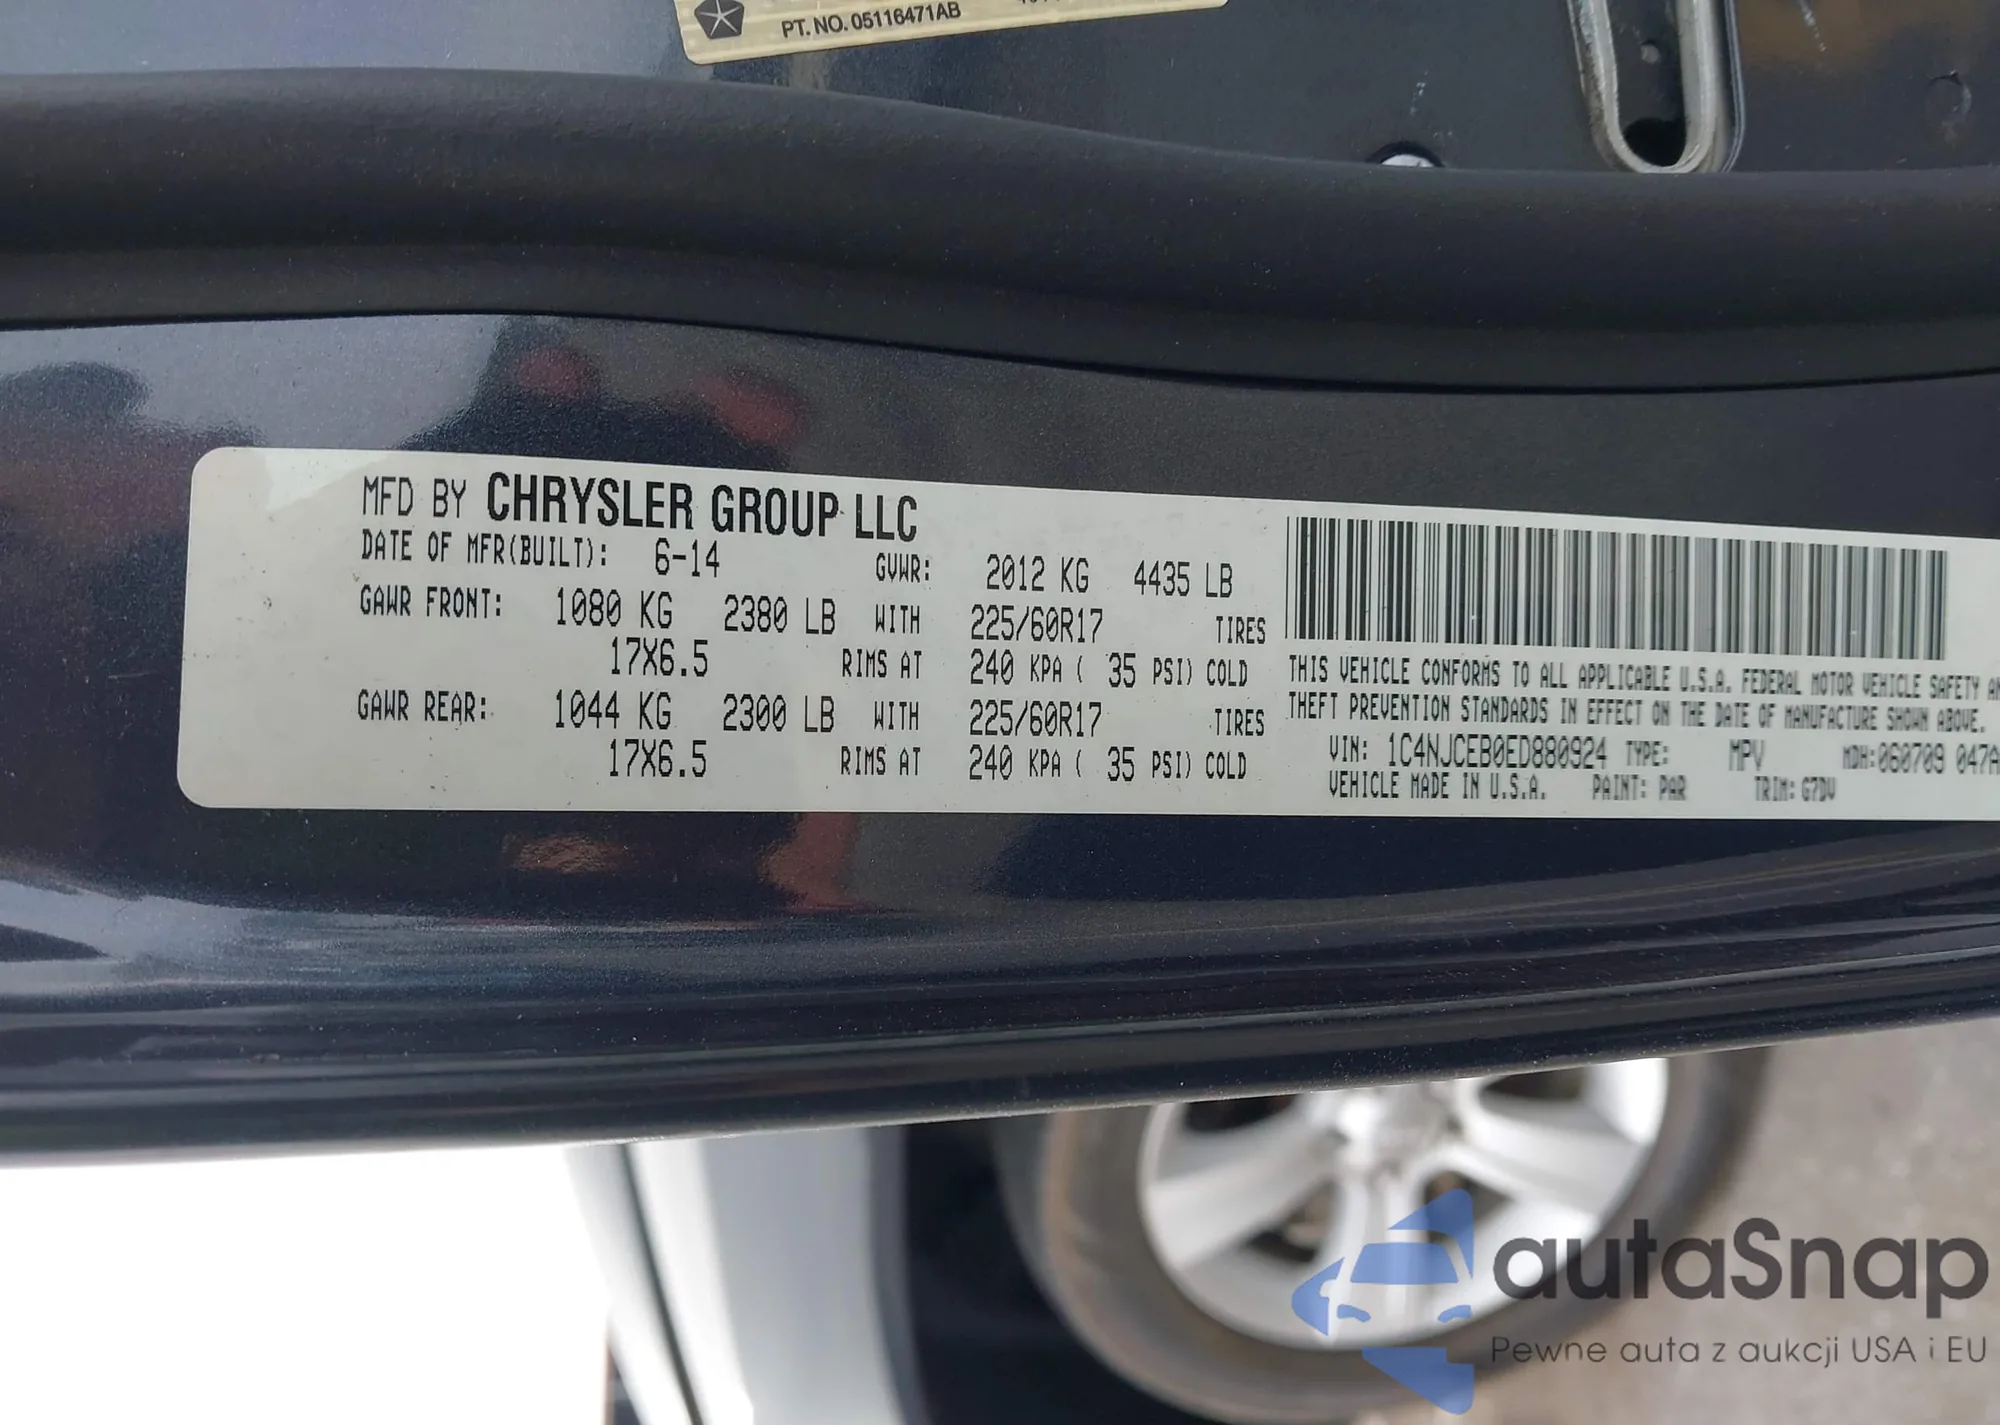 PT. NO. 05116471AB
MFD BY CHRYSLER GROUP LLC
DATE OF MFR(BUILT): 6-14 GVWR: 2012 KG 4435 LB
GAWR FRONT: 1080 KG 2380 LB WITH 225/60R17 TIRES
17X6.5 RIMS AT 240 KPA ( 35 PSI) COLD
GAWR REAR: 1044 KG 2300 LB WITH 225/60R17 TIRES
17X6.5 RIMS AT 240 KPA ( 35 PSI) COLD
THIS VEHICLE CONFORMS TO ALL APPLICABLE U.S.A. FEDERAL MOTOR VEHICLE SAFETY
THEFT PREVENTION STANDARDS IN EFFECT ON THE DATE OF MANUFACTURE SHOWN ABOVE.
VIN: 1C4NJCEB0ED880924 TYPE: MPV MDH:060709 047A
VEHICLE MADE IN U.S.A. PAINT: PAR TRIM: G7DV
autaSnap
Pewne auta z aukcji USA i EU